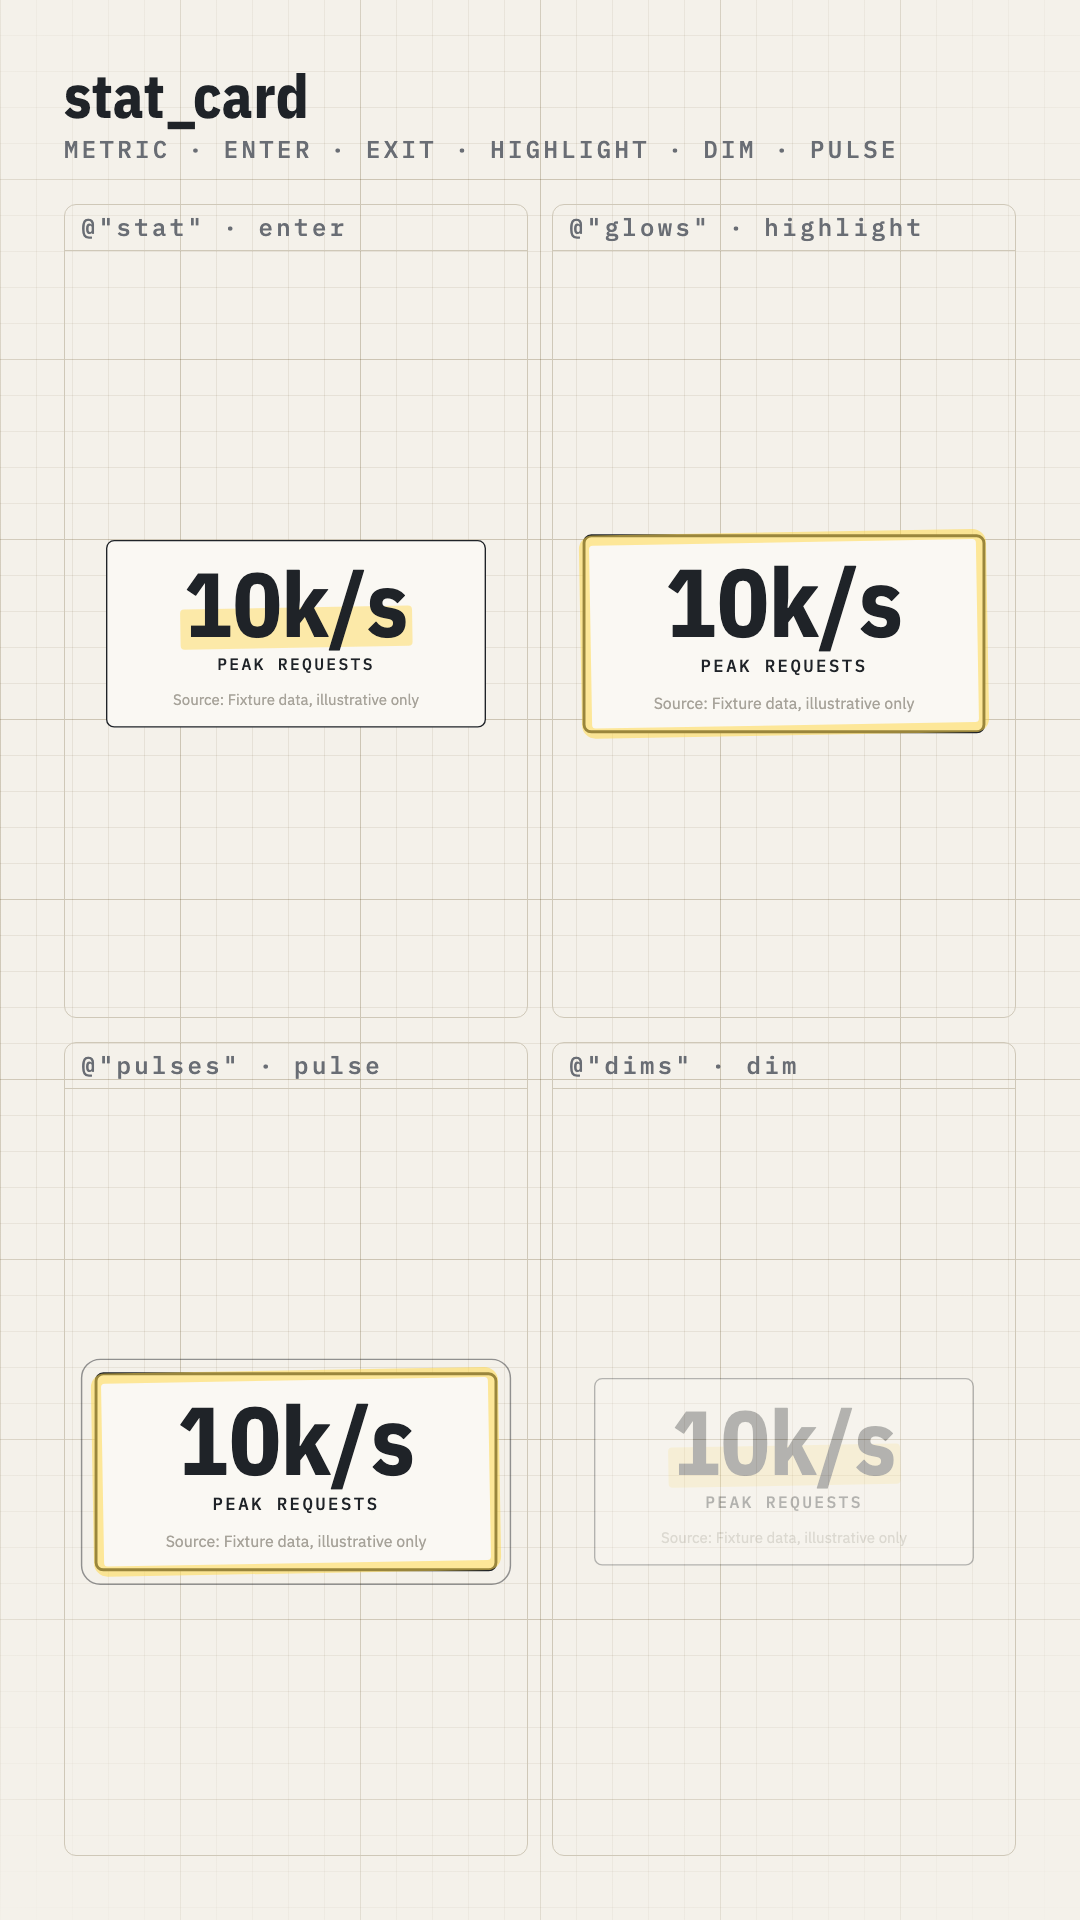 stat_card
METRIC · ENTER · EXIT · HIGHLIGHT · DIM · PULSE
@"stat" · enter
10k/s
PEAK REQUESTS
Source: Fixture data, illustrative only
@"glows" · highlight
10k/s
PEAK REQUESTS
Source: Fixture data, illustrative only
@"pulses" · pulse
10k/s
PEAK REQUESTS
Source: Fixture data, illustrative only
@"dims" · dim
10k/s
PEAK REQUESTS
Source: Fixture data, illustrative only